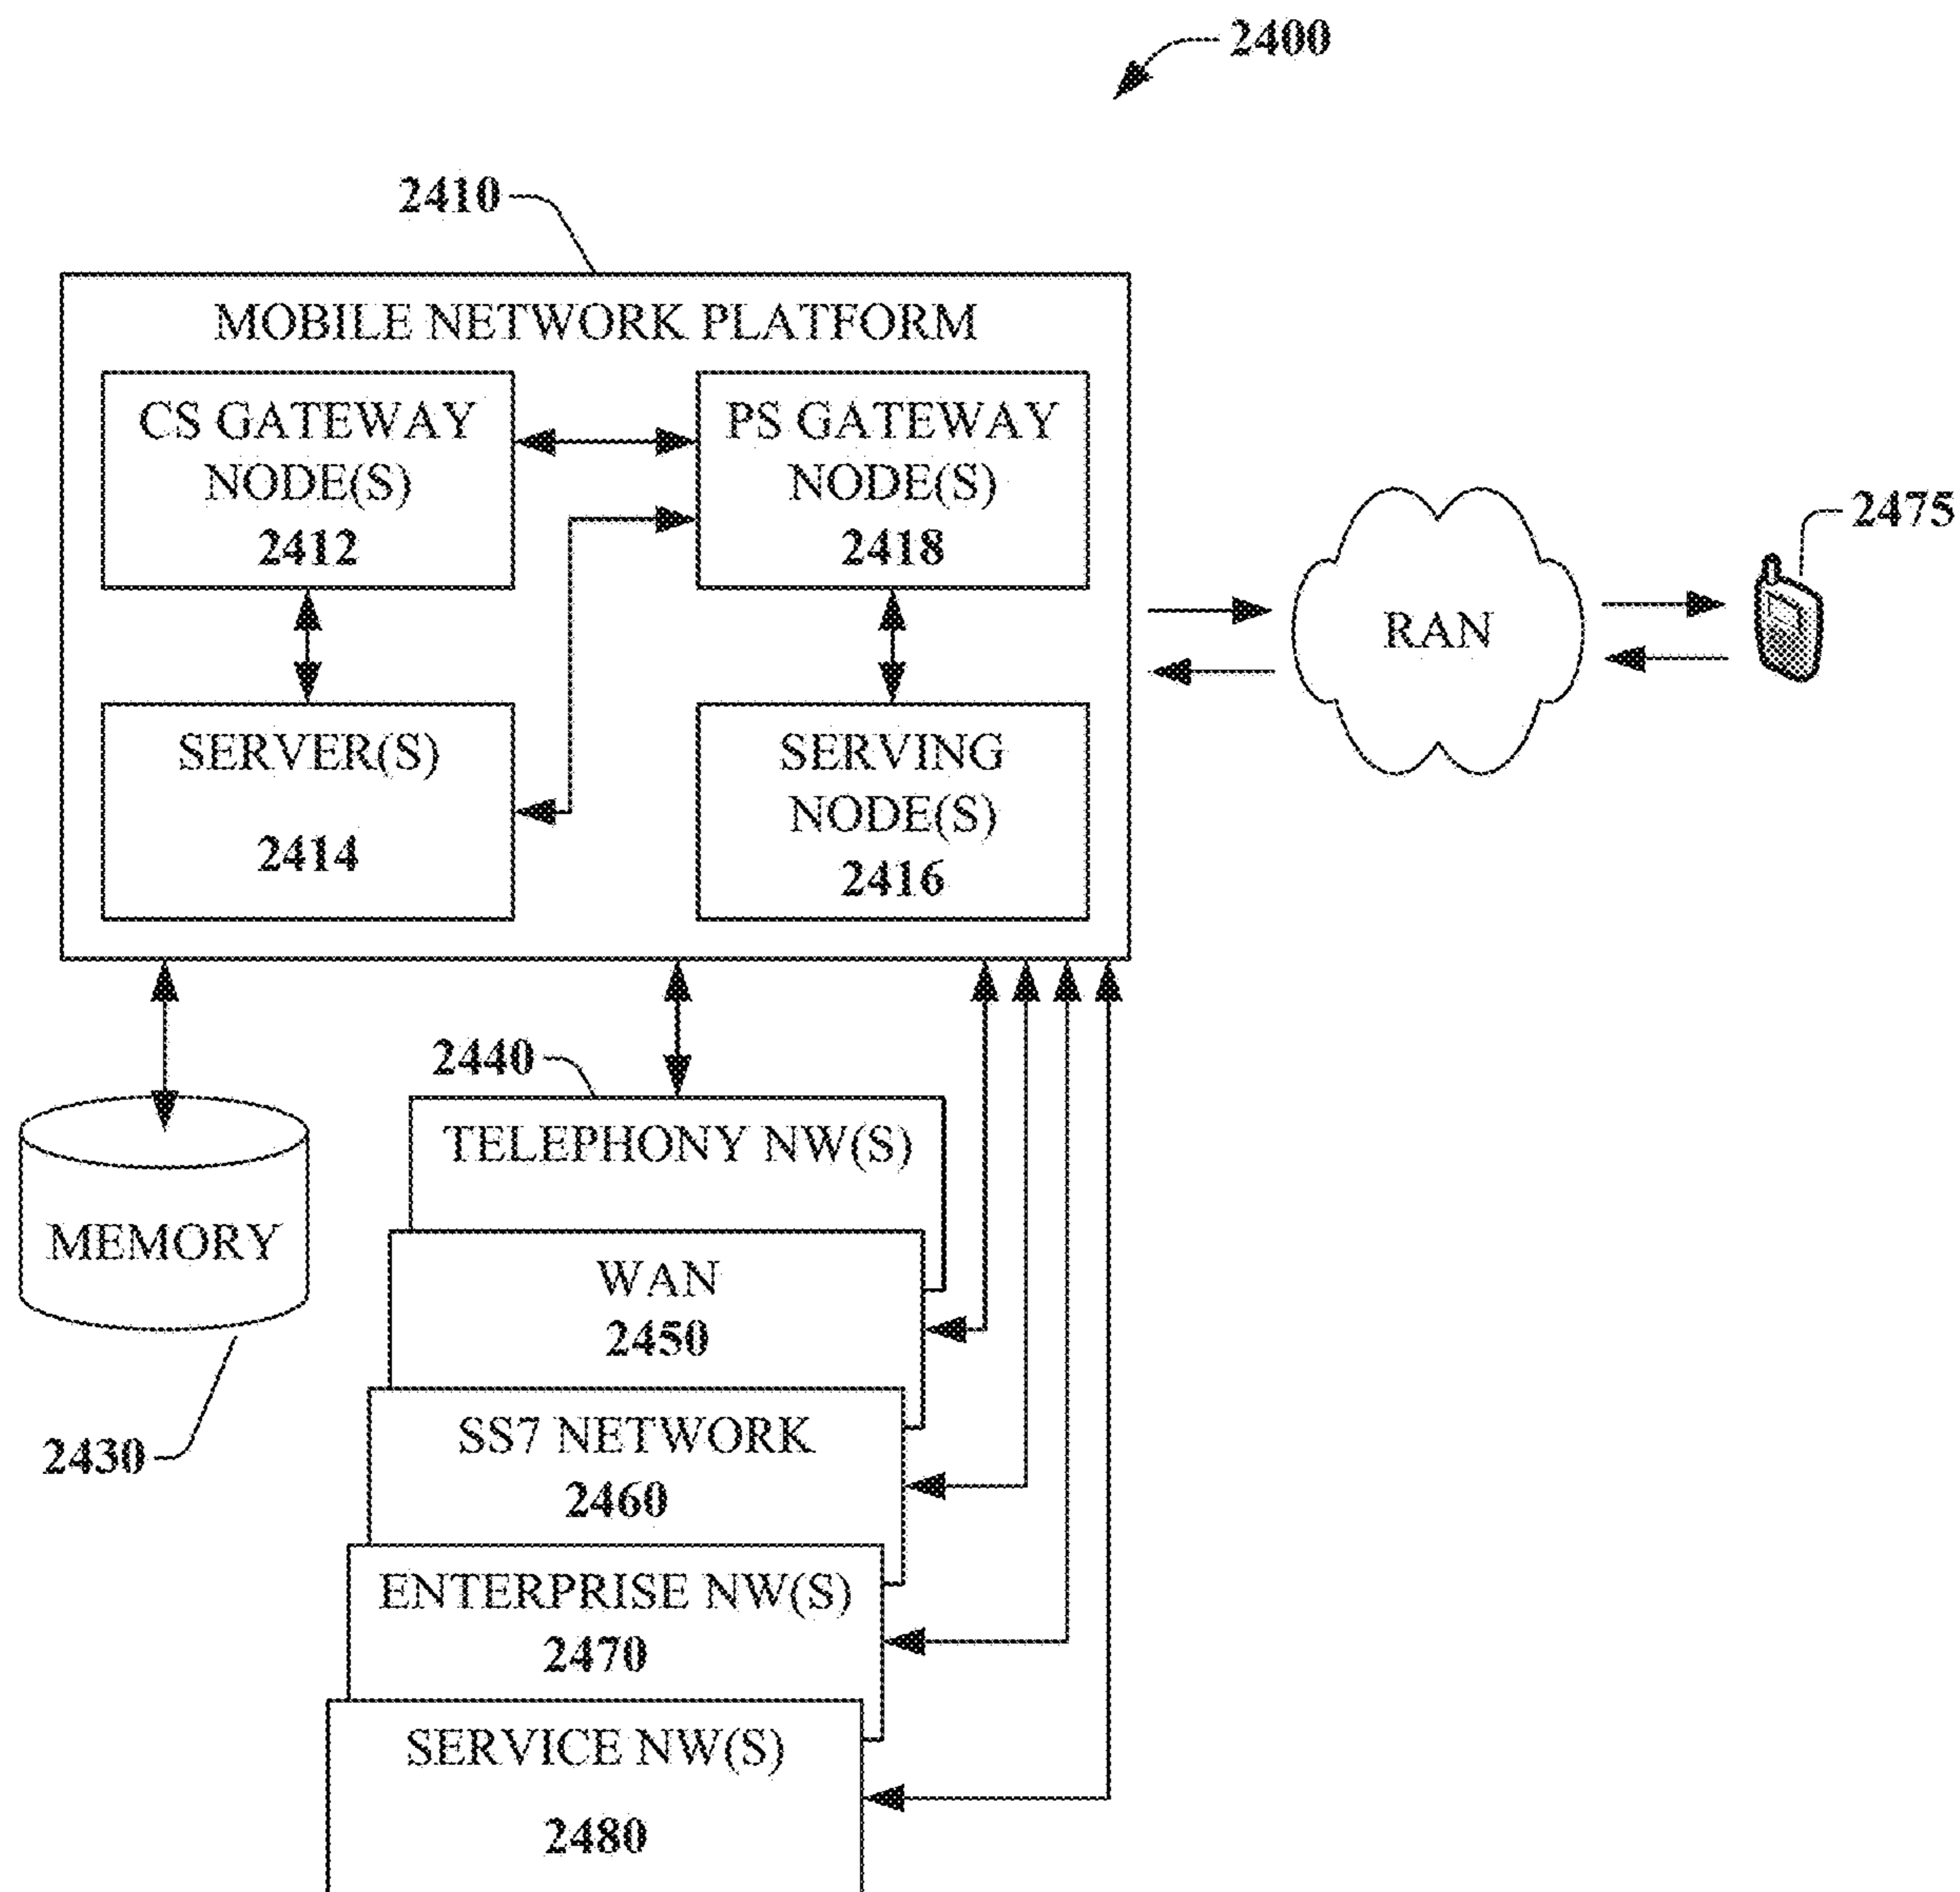 2400
2410
MOBILE NETWORK PLATFORM
CS GATEWAY
NODE(S)
2412
PS GATEWAY
NODE(S)
2418
SERVER(S)
2414
SERVING
NODE(S)
2416
RAN
2475
2440
TELEPHONY NW(S)
MEMORY
2430
WAN
2450
SS7 NETWORK
2460
ENTERPRISE NW(S)
2470
SERVICE NW(S)
2480